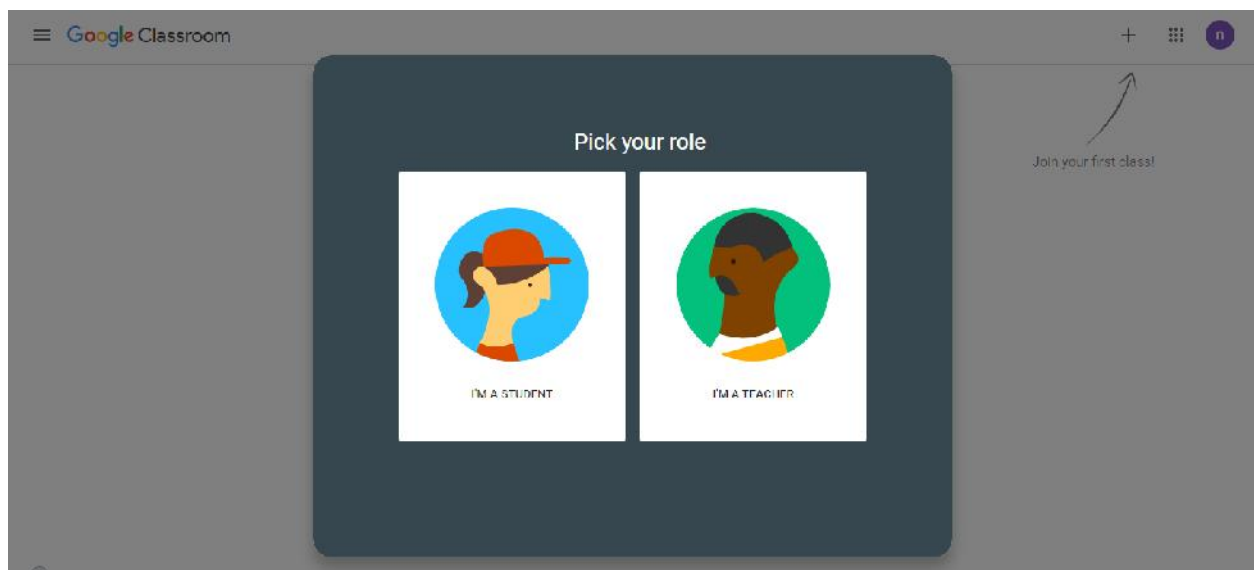 Google Classroom
+
n
Join your first class!
Pick your role
I'M A STUDENT
I'M A TEACHER